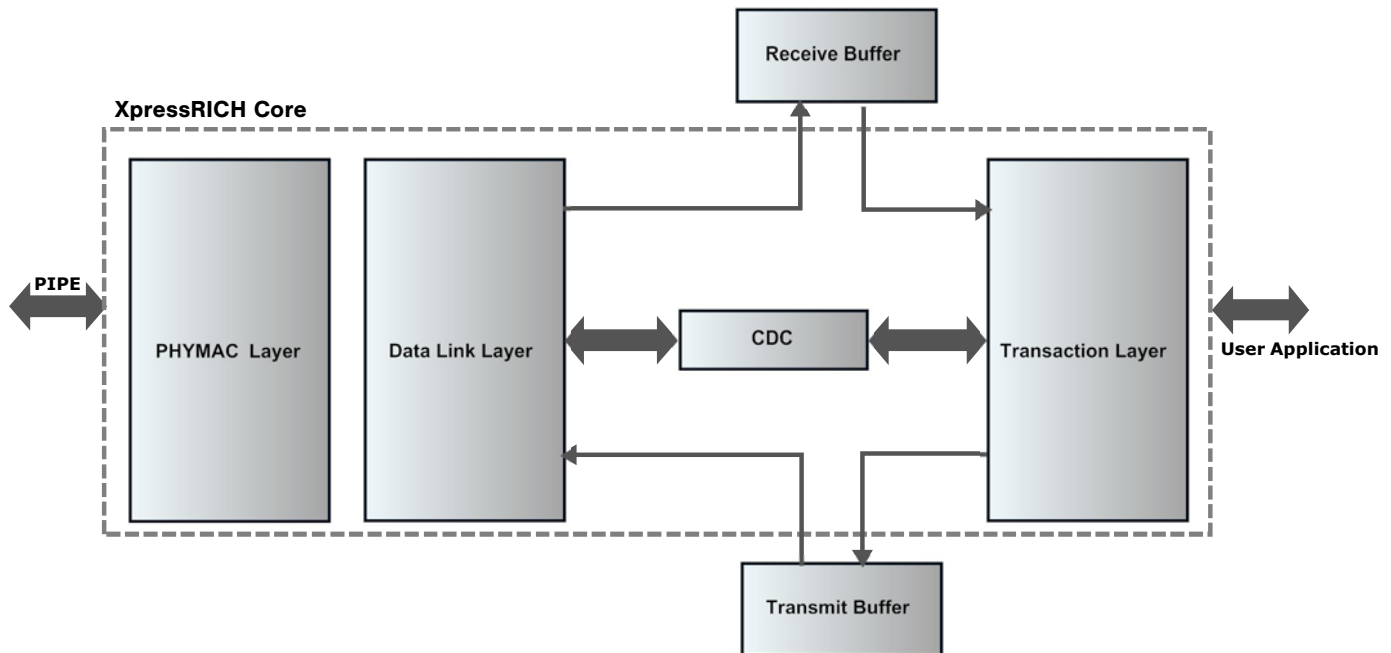 Receive Buffer
XpressRICH Core
PIPE
PHYMAC Layer
Data Link Layer
CDC
Transaction Layer
User Application
Transmit Buffer